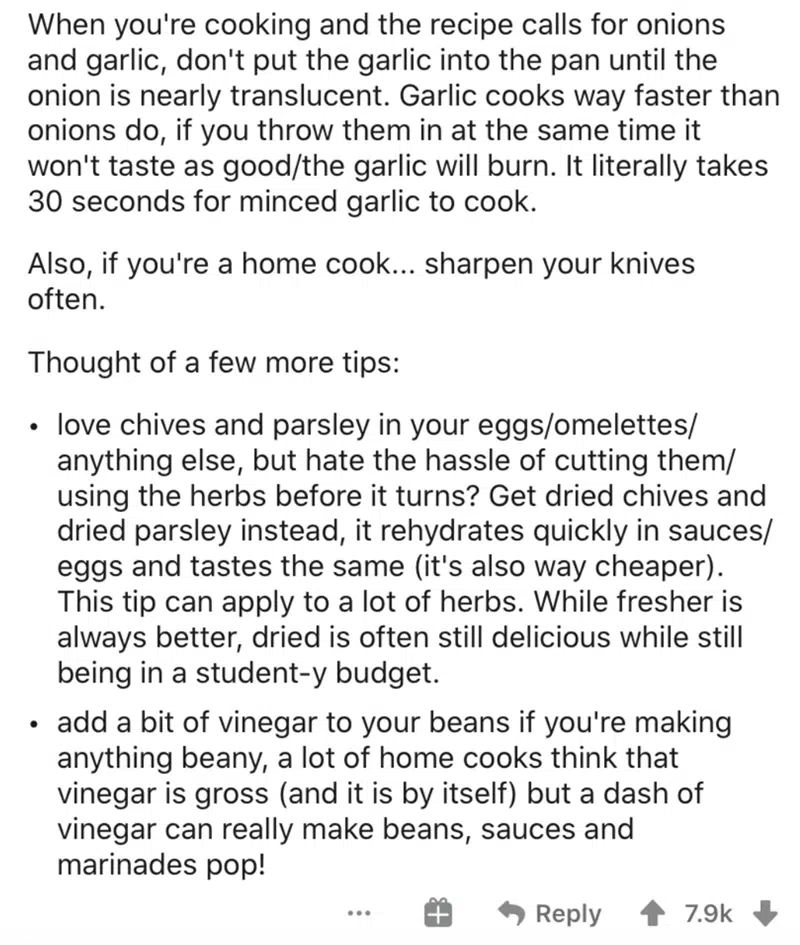 When you're cooking and the recipe calls for onions
and garlic, don't put the garlic into the pan until the
onion is nearly translucent. Garlic cooks way faster than
onions do, if you throw them in at the same time it
won't taste as good/the garlic will burn. It literally takes
30 seconds for minced garlic to cook.
Also, if you're a home cook... sharpen your knives
often.
Thought of a few more tips:
• love chives and parsley in your eggs/omelettes/
anything else, but hate the hassle of cutting them/
using the herbs before it turns? Get dried chives and
dried parsley instead, it rehydrates quickly in sauces/
eggs and tastes the same (it's also way cheaper).
This tip can apply to a lot of herbs. While fresher is
always better, dried is often still delicious while still
being in a student-y budget.
• add a bit of vinegar to your beans if you're making
anything beany, a lot of home cooks think that
vinegar is gross (and it is by itself) but a dash of
vinegar can really make beans, sauces and
marinades pop!
... Reply 7.9k